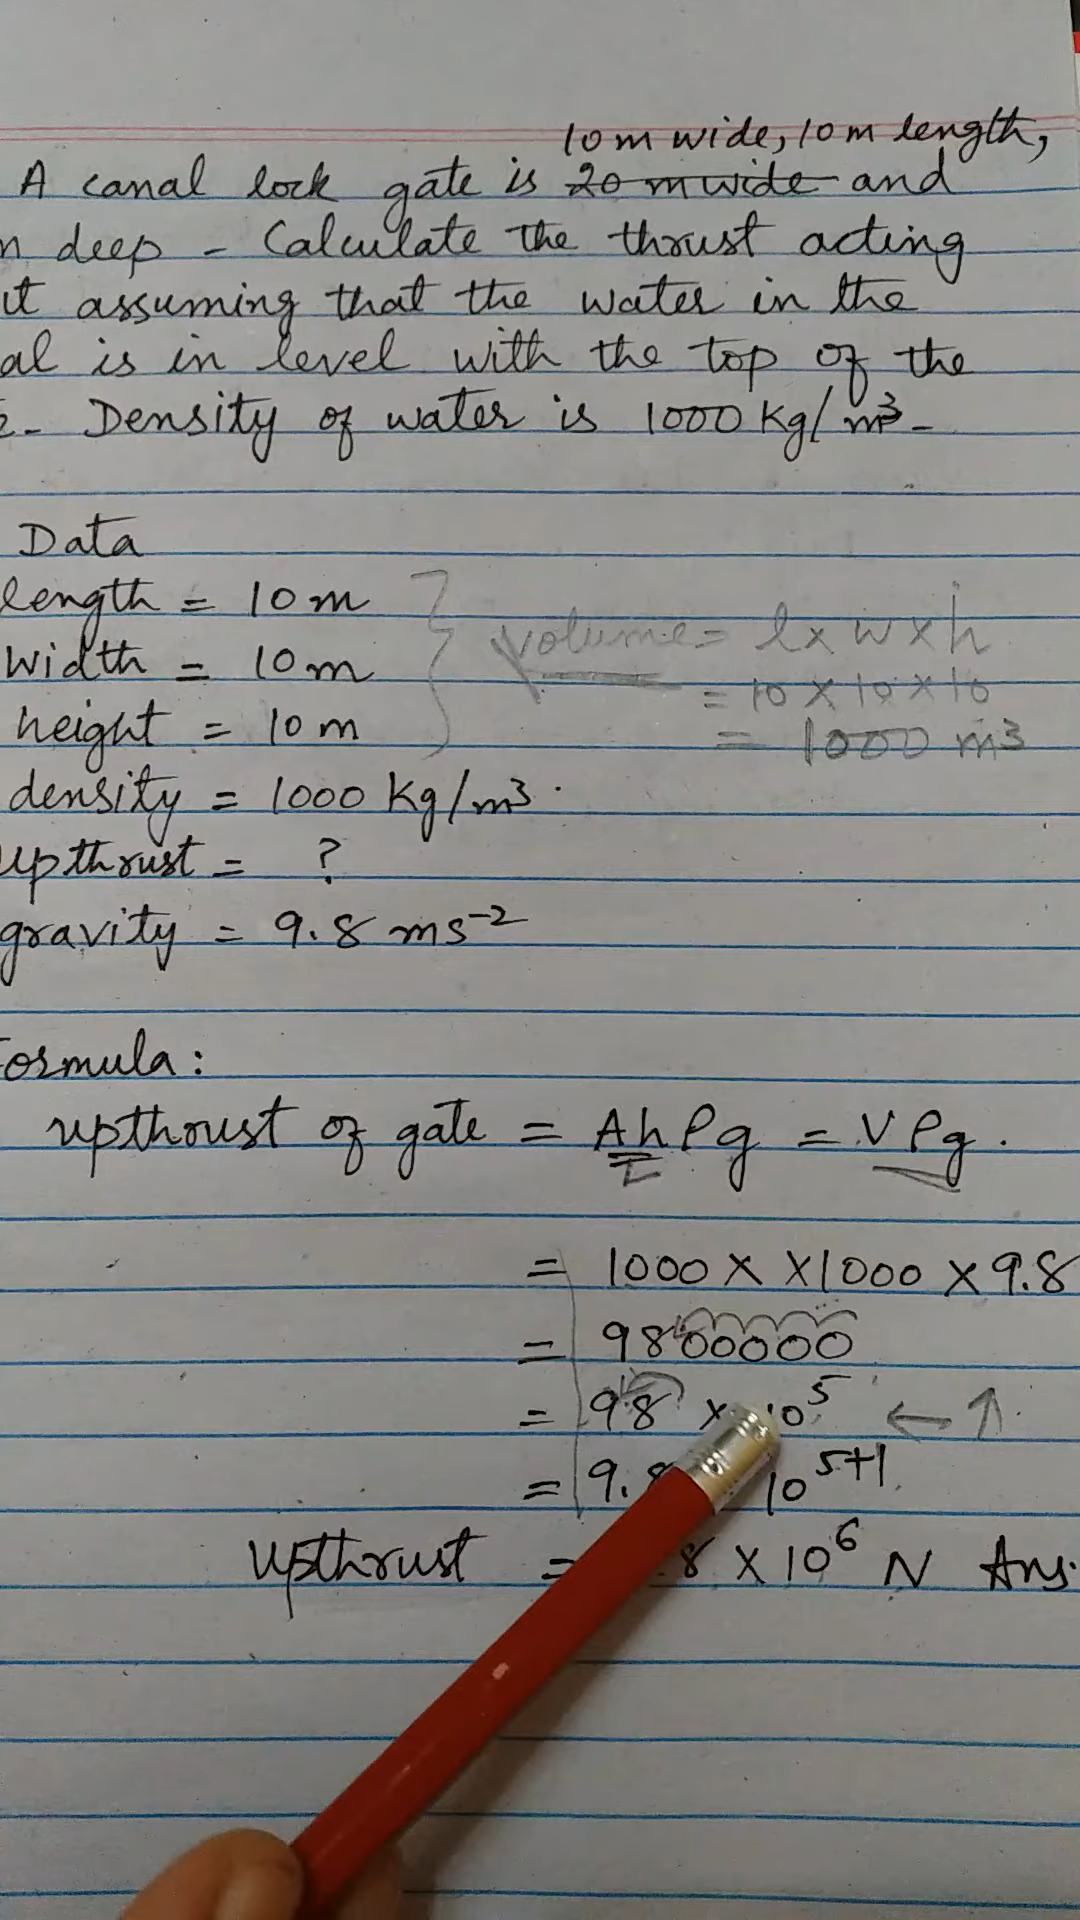 10 m wide, 10 m length,
A canal lock gate is 20 m wide and
m deep - Calculate the thrust acting
it assuming that the water in the
al is in level with the top of the
Density of water is 1000 kg/m³-
Data
length = 10 m
Volume = l x w x h
width = 10 m
= 10 x 10 x 10
height = 10 m
= 1000 m³
density = 1000 kg/m³.
upthrust = ?
gravity = 9.8 ms⁻²
Formula:
upthrust of gate = AhPg = VPg.
= 1000 x x1000 x 9.8
= 9800000
= 98 x 10⁵ ← ↑
= 9.8 10⁵⁺¹
Upthrust = .8 x 10⁶ N Ans.